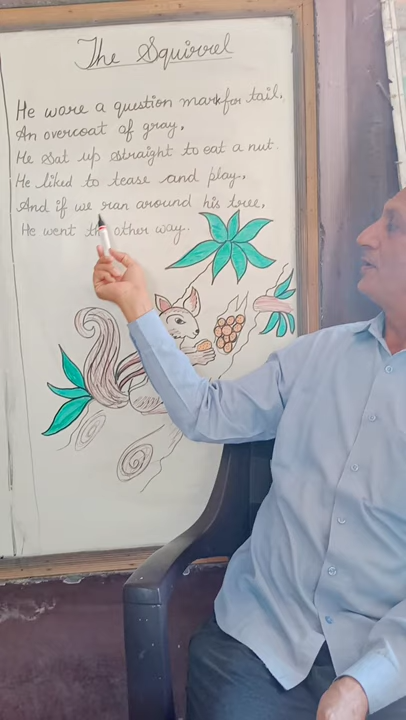 The Squirrel
He wore a question mark for tail,
An overcoat of gray,
He sat up straight to eat a nut.
He liked to tease and play,
And if we ran around his tree,
He went the other way..